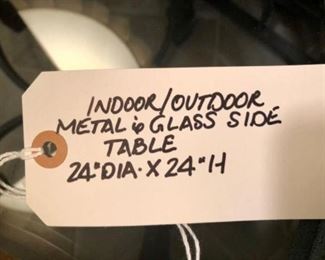 INDOOR/OUTDOOR
METAL & GLASS SIDE
TABLE
24"DIA. X 24"H